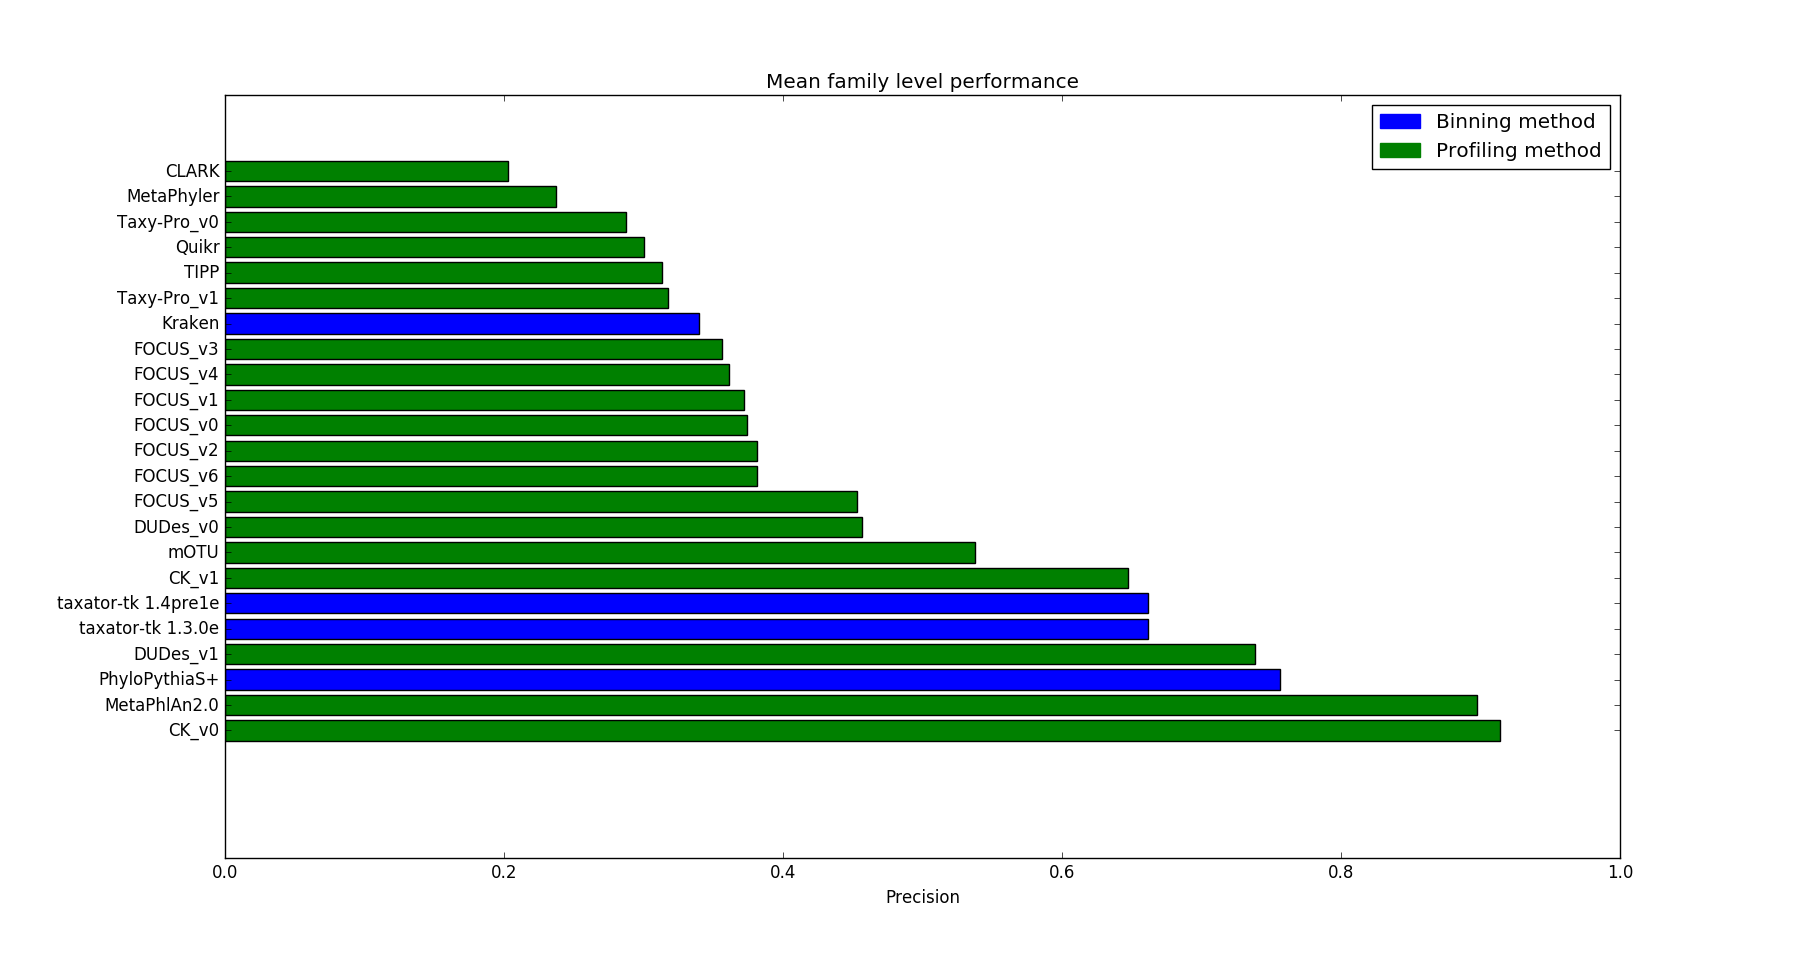 Mean family level performance
Binning method
Profiling method
CLARK
MetaPhyler
Taxy-Pro_v0
Quikr
TIPP
Taxy-Pro_v1
Kraken
FOCUS_v3
FOCUS_v4
FOCUS_v1
FOCUS_v0
FOCUS_v2
FOCUS_v6
FOCUS_v5
DUDes_v0
mOTU
CK_v1
taxator-tk 1.4pre1e
taxator-tk 1.3.0e
DUDes_v1
PhyloPythiaS+
MetaPhlAn2.0
CK_v0
0.0 0.2 0.4 0.6 0.8 1.0
Precision